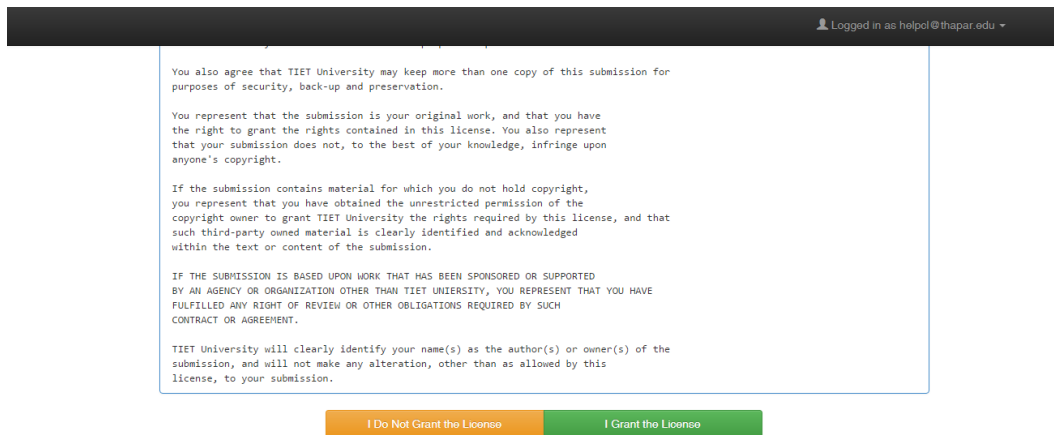 Logged in as helpcl@thapar.edu
You also agree that TIET University may keep more than one copy of this submission for
purposes of security, back-up and preservation.
You represent that the submission is your original work, and that you have
the right to grant the rights contained in this license. You also represent
that your submission does not, to the best of your knowledge, infringe upon
anyone's copyright.
If the submission contains material for which you do not hold copyright,
you represent that you have obtained the unrestricted permission of the
copyright owner to grant TIET University the rights required by this license, and that
such third-party owned material is clearly identified and acknowledged
within the text or content of the submission.
IF THE SUBMISSION IS BASED UPON WORK THAT HAS BEEN SPONSORED OR SUPPORTED
BY AN AGENCY OR ORGANIZATION OTHER THAN TIET UNIERSITY, YOU REPRESENT THAT YOU HAVE
FULFILLED ANY RIGHT OF REVIEW OR OTHER OBLIGATIONS REQUIRED BY SUCH
CONTRACT OR AGREEMENT.
TIET University will clearly identify your name(s) as the author(s) or owner(s) of the
submission, and will not make any alteration, other than as allowed by this
license, to your submission.
I Do Not Grant the License
I Grant the License